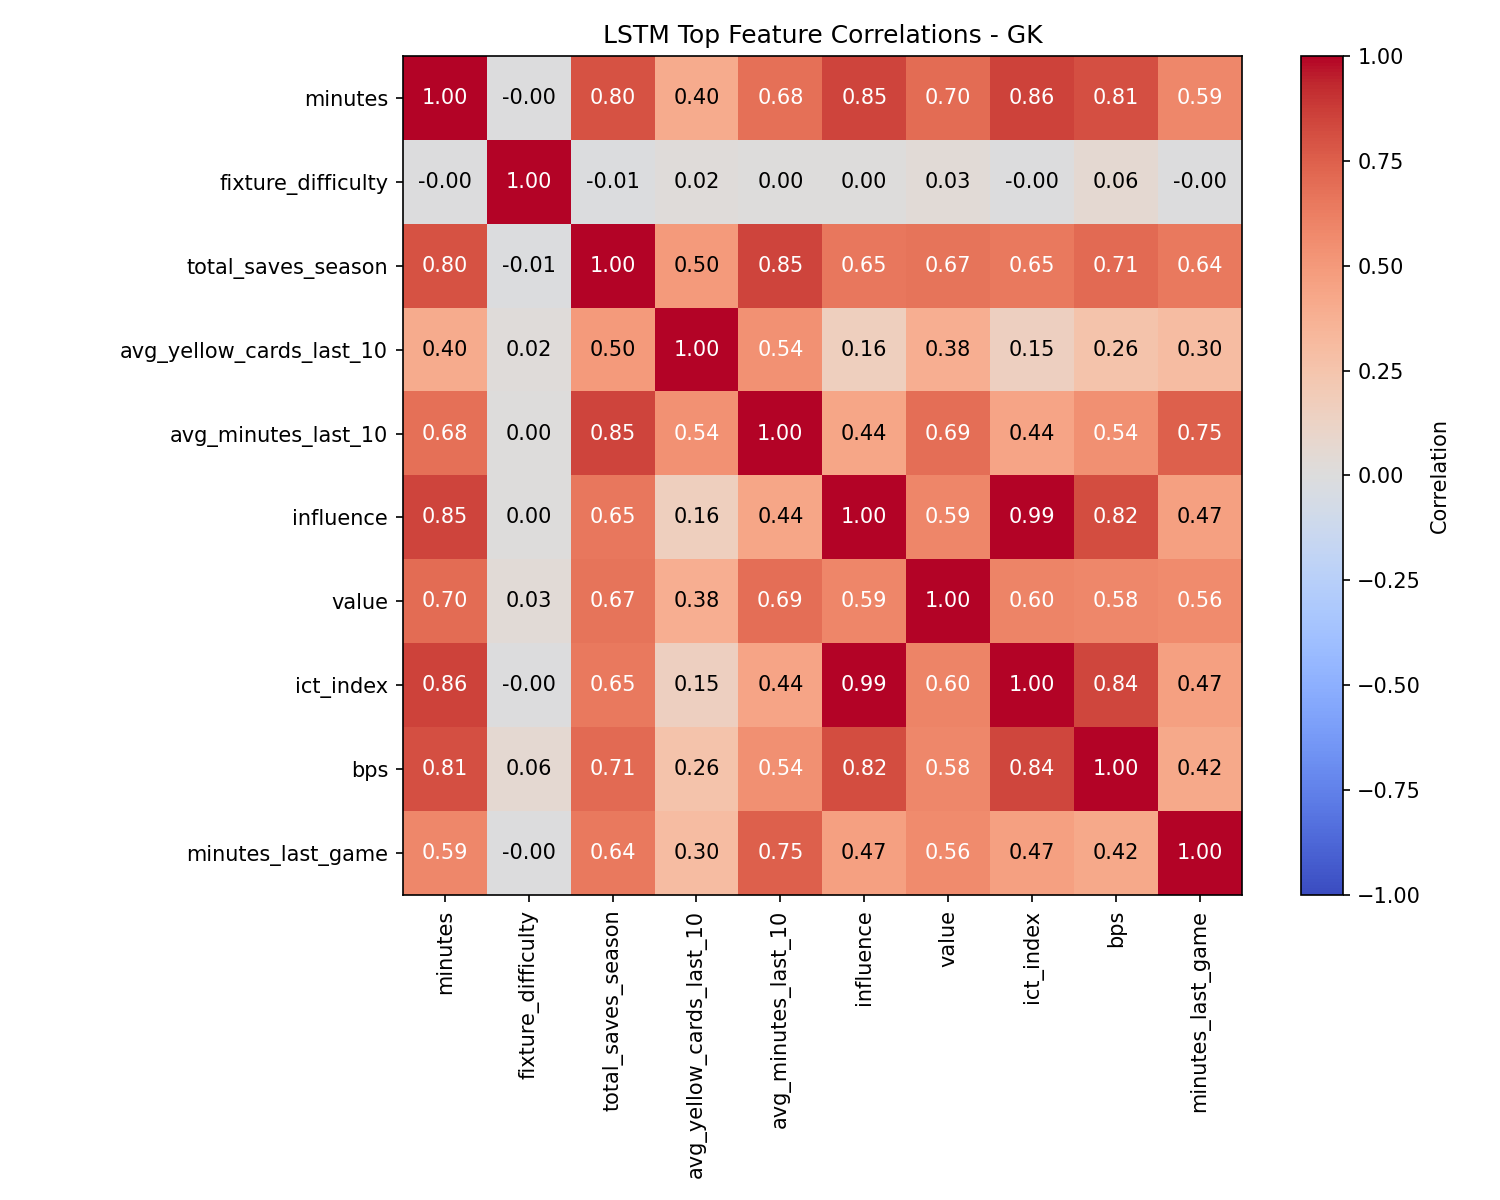 LSTM Top Feature Correlations - GK
minutes 1.00 -0.00 0.80 0.40 0.68 0.85 0.70 0.86 0.81 0.59
fixture_difficulty -0.00 1.00 -0.01 0.02 0.00 0.00 0.03 -0.00 0.06 -0.00
total_saves_season 0.80 -0.01 1.00 0.50 0.85 0.65 0.67 0.65 0.71 0.64
avg_yellow_cards_last_10 0.40 0.02 0.50 1.00 0.54 0.16 0.38 0.15 0.26 0.30
avg_minutes_last_10 0.68 0.00 0.85 0.54 1.00 0.44 0.69 0.44 0.54 0.75
influence 0.85 0.00 0.65 0.16 0.44 1.00 0.59 0.99 0.82 0.47
value 0.70 0.03 0.67 0.38 0.69 0.59 1.00 0.60 0.58 0.56
ict_index 0.86 -0.00 0.65 0.15 0.44 0.99 0.60 1.00 0.84 0.47
bps 0.81 0.06 0.71 0.26 0.54 0.82 0.58 0.84 1.00 0.42
minutes_last_game 0.59 -0.00 0.64 0.30 0.75 0.47 0.56 0.47 0.42 1.00
minutes
fixture_difficulty
total_saves_season
avg_yellow_cards_last_10
avg_minutes_last_10
influence
value
ict_index
bps
minutes_last_game
1.00
0.75
0.50
0.25
0.00
−0.25
−0.50
−0.75
−1.00
Correlation